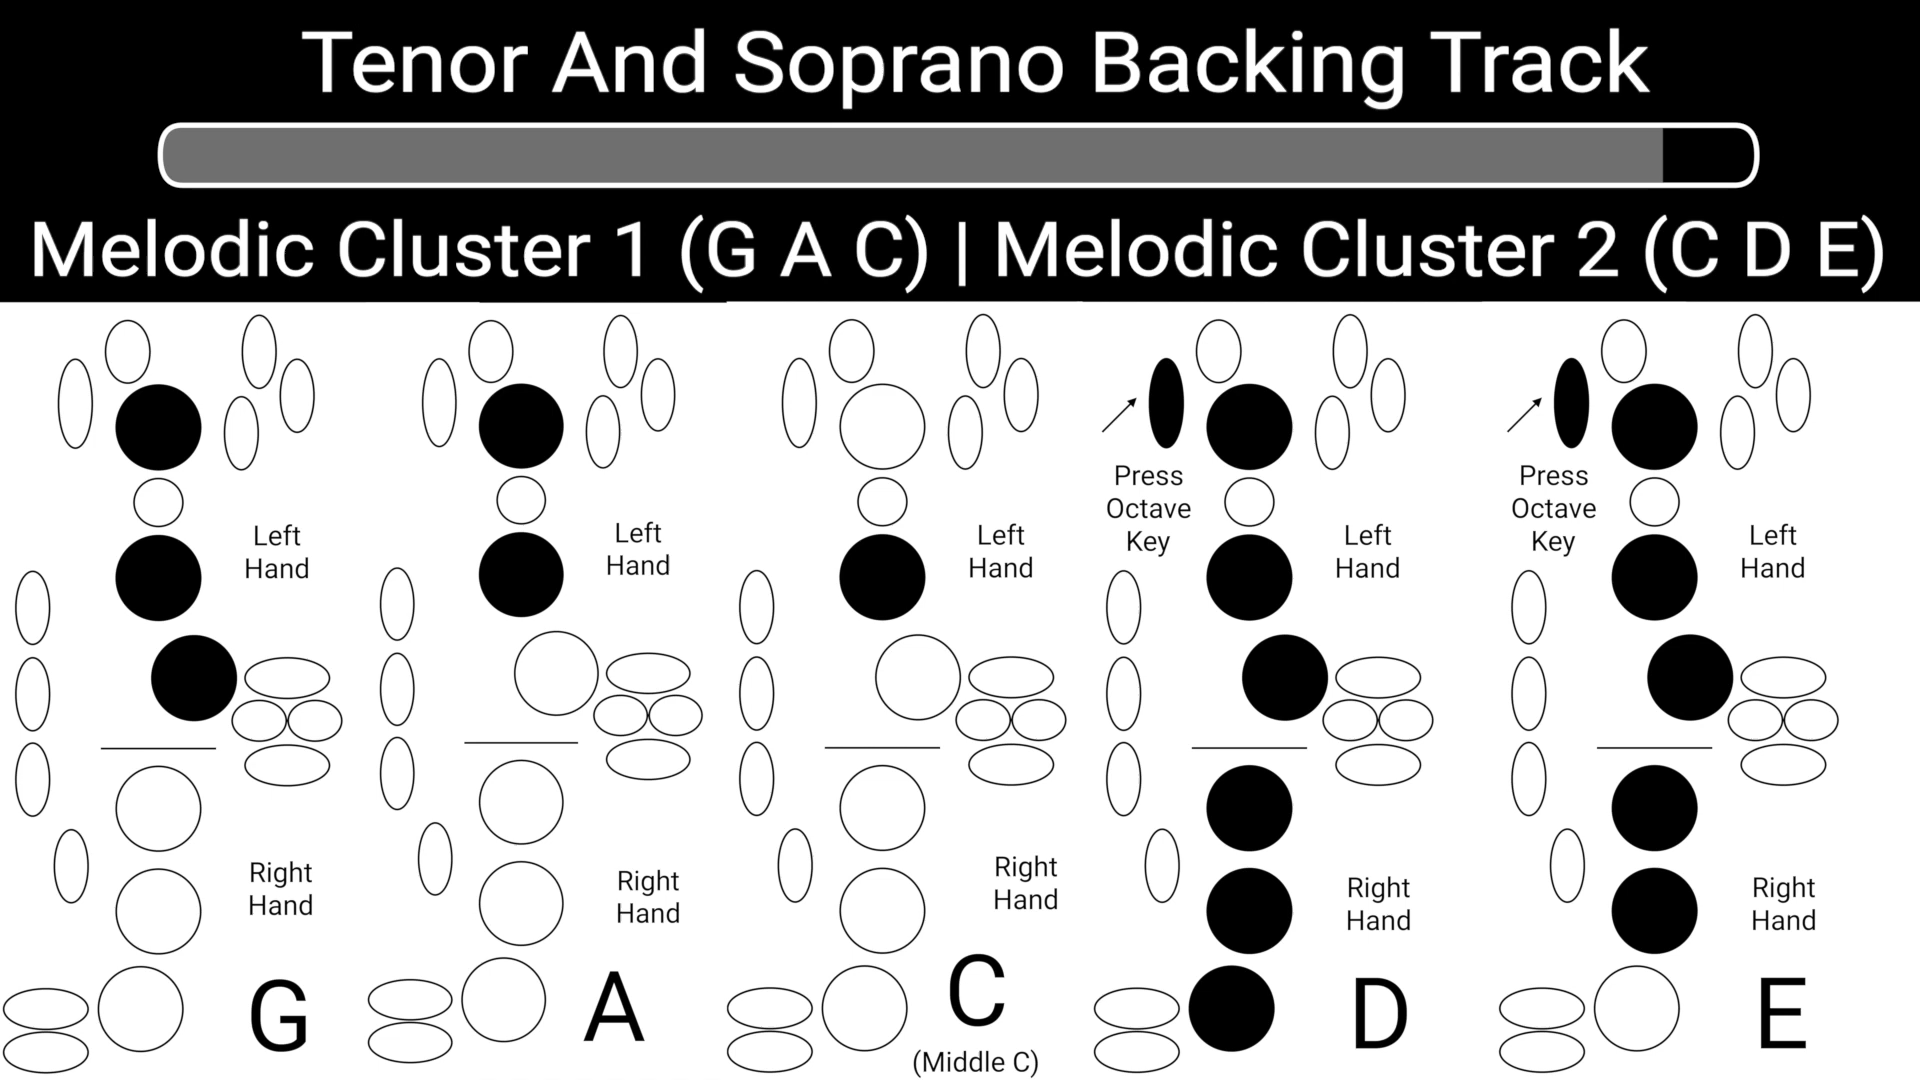 Tenor And Soprano Backing Track
Melodic Cluster 1 (G A C) | Melodic Cluster 2 (C D E)
Left
Hand
Right
Hand
G
Left
Hand
Right
Hand
A
Left
Hand
Right
Hand
C
(Middle C)
Press
Octave
Key
Left
Hand
Right
Hand
D
Press
Octave
Key
Left
Hand
Right
Hand
E